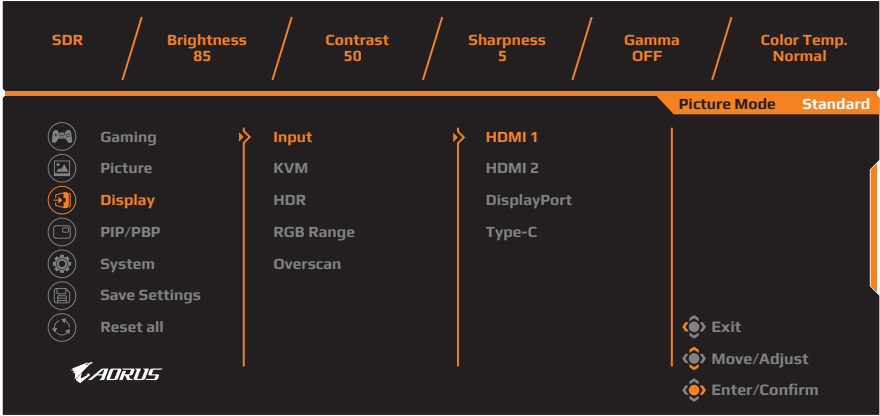 SDR
Brightness
85
Contrast
50
Sharpness
5
Gamma
OFF
Color Temp.
Normal
Picture Mode Standard
Gaming
Picture
Display
PIP/PBP
System
Save Settings
Reset all
Input
KVM
HDR
RGB Range
Overscan
HDMI 1
HDMI 2
DisplayPort
Type-C
Exit
Move/Adjust
Enter/Confirm
AORUS